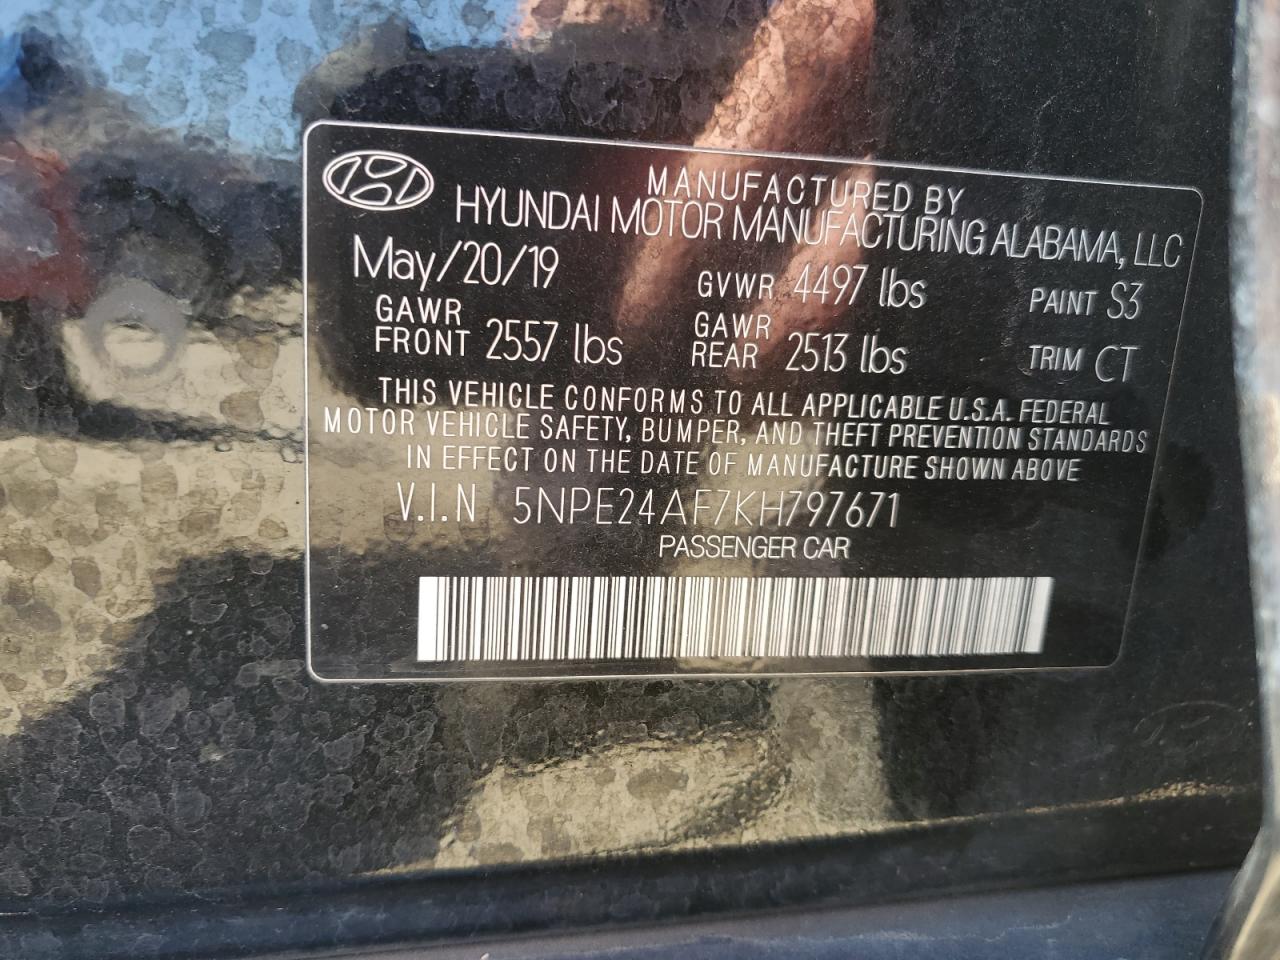 MANUFACTURED BY
HYUNDAI MOTOR MANUFACTURING ALABAMA, LLC
May/20/19 GVWR 4497 lbs PAINT S3
GAWR FRONT 2557 lbs GAWR REAR 2513 lbs TRIM CT
THIS VEHICLE CONFORMS TO ALL APPLICABLE U.S.A. FEDERAL
MOTOR VEHICLE SAFETY, BUMPER, AND THEFT PREVENTION STANDARDS
IN EFFECT ON THE DATE OF MANUFACTURE SHOWN ABOVE
V.I.N 5NPE24AF7KH797671
PASSENGER CAR